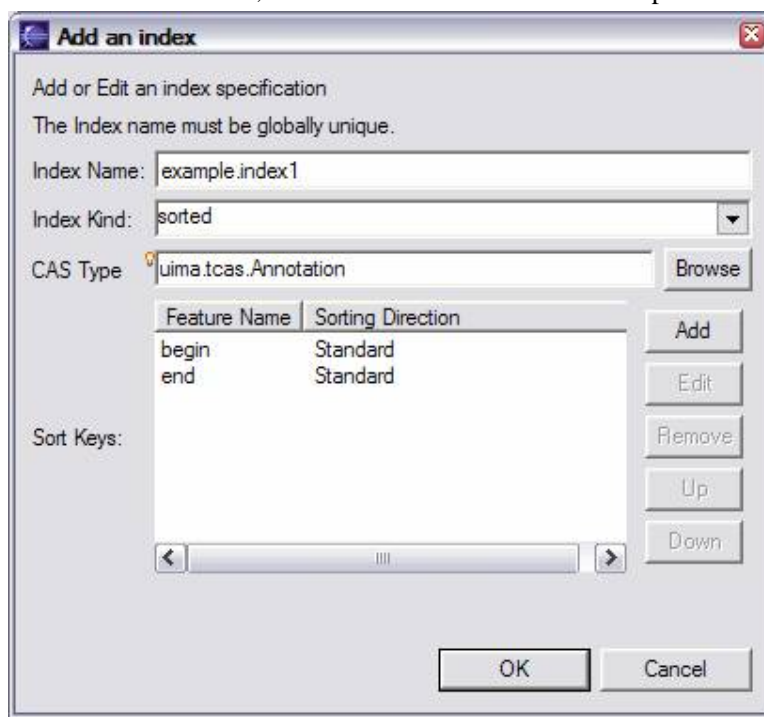 Add an index
Add or Edit an index specification
The Index name must be globally unique.
Index Name: example.index1
Index Kind: sorted
CAS Type uima.tcas.Annotation Browse
Feature Name Sorting Direction
begin Standard
end Standard
Sort Keys:
Add
Edit
Remove
Up
Down
OK Cancel